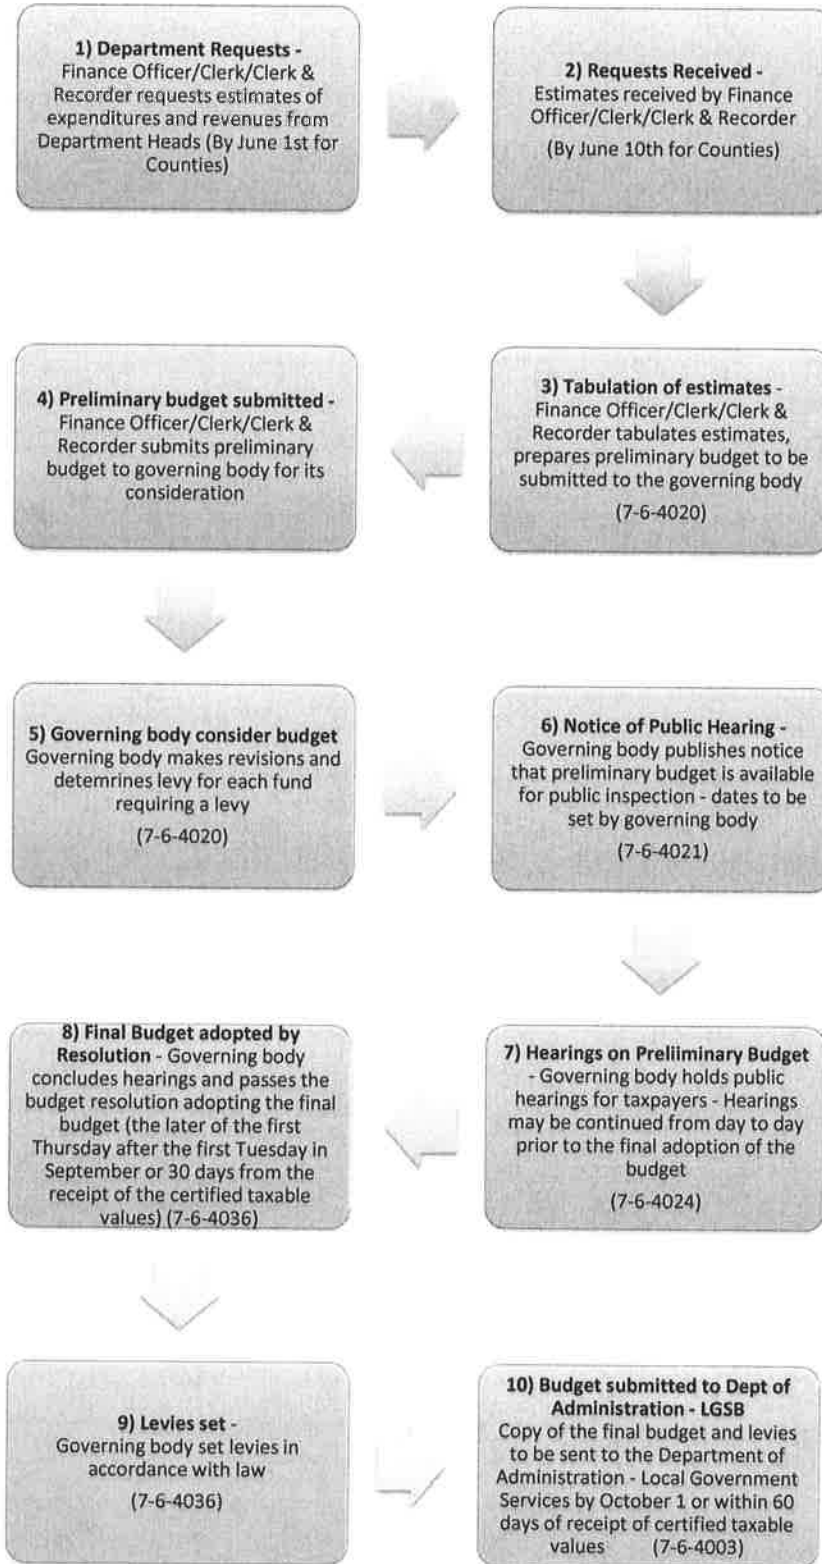 1) Department Requests -
Finance Officer/Clerk/Clerk &
Recorder requests estimates of
expenditures and revenues from
Department Heads (By June 1st for
Counties)
2) Requests Received -
Estimates received by Finance
Officer/Clerk/Clerk & Recorder
(By June 10th for Counties)
3) Tabulation of estimates -
Finance Officer/Clerk/Clerk &
Recorder tabulates estimates,
prepares preliminary budget to be
submitted to the governing body
(7-6-4020)
4) Preliminary budget submitted -
Finance Officer/Clerk/Clerk &
Recorder submits preliminary
budget to governing body for its
consideration
5) Governing body consider budget
Governing body makes revisions and
detemrines levy for each fund
requiring a levy
(7-6-4020)
6) Notice of Public Hearing -
Governing body publishes notice
that preliminary budget is available
for public inspection - dates to be
set by governing body
(7-6-4021)
7) Hearings on Preliiminary Budget
- Governing body holds public
hearings for taxpayers - Hearings
may be continued from day to day
prior to the final adoption of the
budget
(7-6-4024)
8) Final Budget adopted by
Resolution - Governing body
concludes hearings and passes the
budget resolution adopting the final
budget (the later of the first
Thursday after the first Tuesday in
September or 30 days from the
receipt of the certified taxable
values) (7-6-4036)
9) Levies set -
Governing body set levies in
accordance with law
(7-6-4036)
10) Budget submitted to Dept of
Administration - LGSB
Copy of the final budget and levies
to be sent to the Department of
Administration - Local Government
Services by October 1 or within 60
days of receipt of certified taxable
values (7-6-4003)